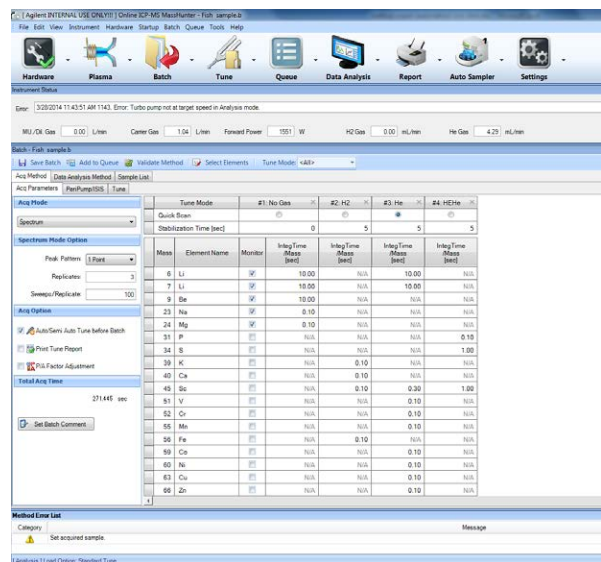 [ Agilent INTERNAL USE ONLY!!! ] Online ICP-MS MassHunter - Fish sample.b
File Edit View Instrument Hardware Startup Batch Queue Tools Help
Hardware Plasma Batch Tune Queue Data Analysis Report Auto Sampler Settings
Instrument Status
Error: 3/28/2014 11:43:51 AM 1143. Error: Turbo pump not at target speed in Analysis mode.
MU./Dil. Gas 0.00 L/min Carrier Gas 1.04 L/min Forward Power 1551 W H2 Gas 0.00 mL/min He Gas 4.29 mL/min
Batch - Fish sample.b
Save Batch Add to Queue Validate Method Select Elements Tune Mode: <All>
Acq Method Data Analysis Method Sample List
Acq Parameters PeriPump/ISIS Tune
Acq Mode
Spectrum
Spectrum Mode Option
Peak Pattern: 1 Point
Replicates: 3
Sweeps/Replicate: 100
Acq Option
Auto/Semi Auto Tune before Batch
Print Tune Report
P/A Factor Adjustment
Total Acq Time
271.445 sec
Set Batch Comment
Tune Mode #1: No Gas #2: H2 #3: He #4: HEHe
Quick Scan
Stabilization Time [sec] 0 5 5 5
Mass Element Name Monitor IntegTime /Mass [sec] IntegTime /Mass [sec] IntegTime /Mass [sec] IntegTime /Mass [sec]
6 Li 10.00 N/A 10.00 N/A
7 Li 10.00 N/A 10.00 N/A
9 Be 10.00 N/A N/A N/A
23 Na 0.10 N/A N/A N/A
24 Mg 0.10 N/A N/A N/A
31 P N/A N/A N/A 0.10
34 S N/A N/A N/A 1.00
39 K N/A 0.10 N/A N/A
40 Ca N/A 0.10 N/A N/A
45 Sc N/A 0.10 0.30 1.00
51 V N/A N/A 0.10 N/A
52 Cr N/A N/A 0.10 N/A
55 Mn N/A N/A 0.10 N/A
56 Fe N/A 0.10 N/A N/A
59 Co N/A N/A 0.10 N/A
60 Ni N/A N/A 0.10 N/A
63 Cu N/A N/A 0.10 N/A
66 Zn N/A N/A 0.10 N/A
Method Error List
Category Message
Set acquired sample.